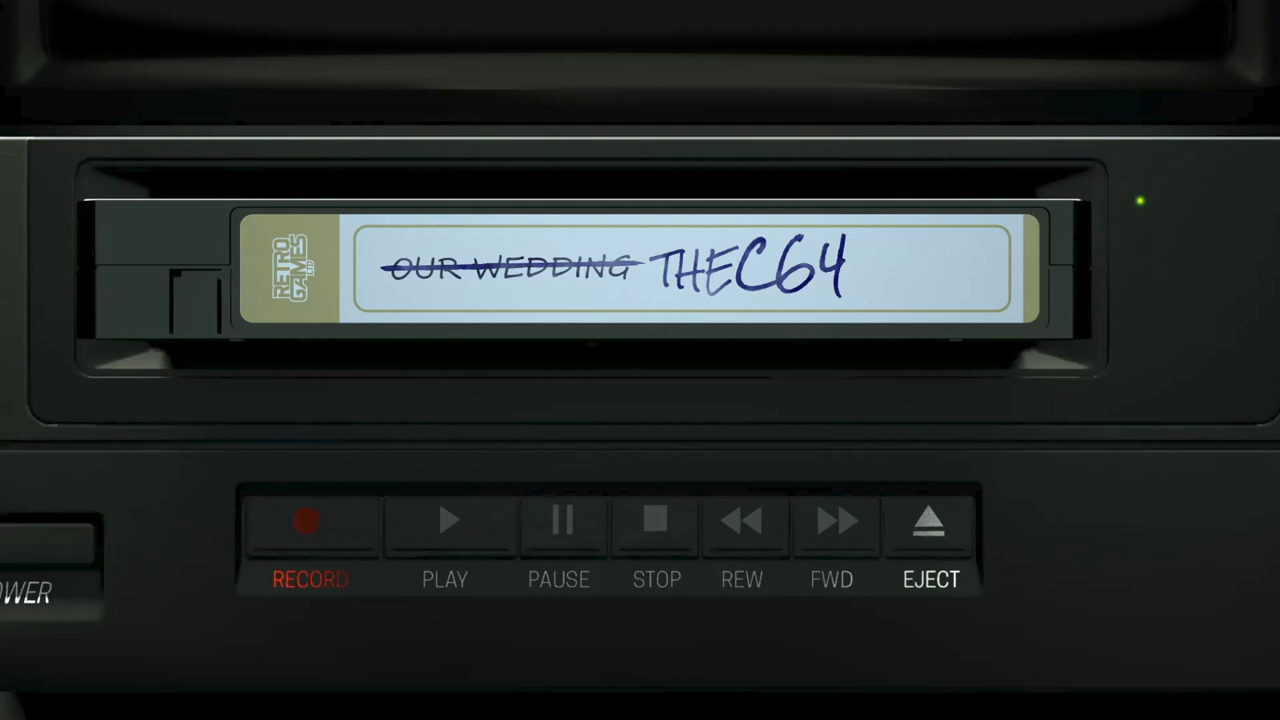 RETRO
GAMES
LTD
~~OUR WEDDING~~ THEC64
OWER
RECORD
PLAY
PAUSE
STOP
REW
FWD
EJECT